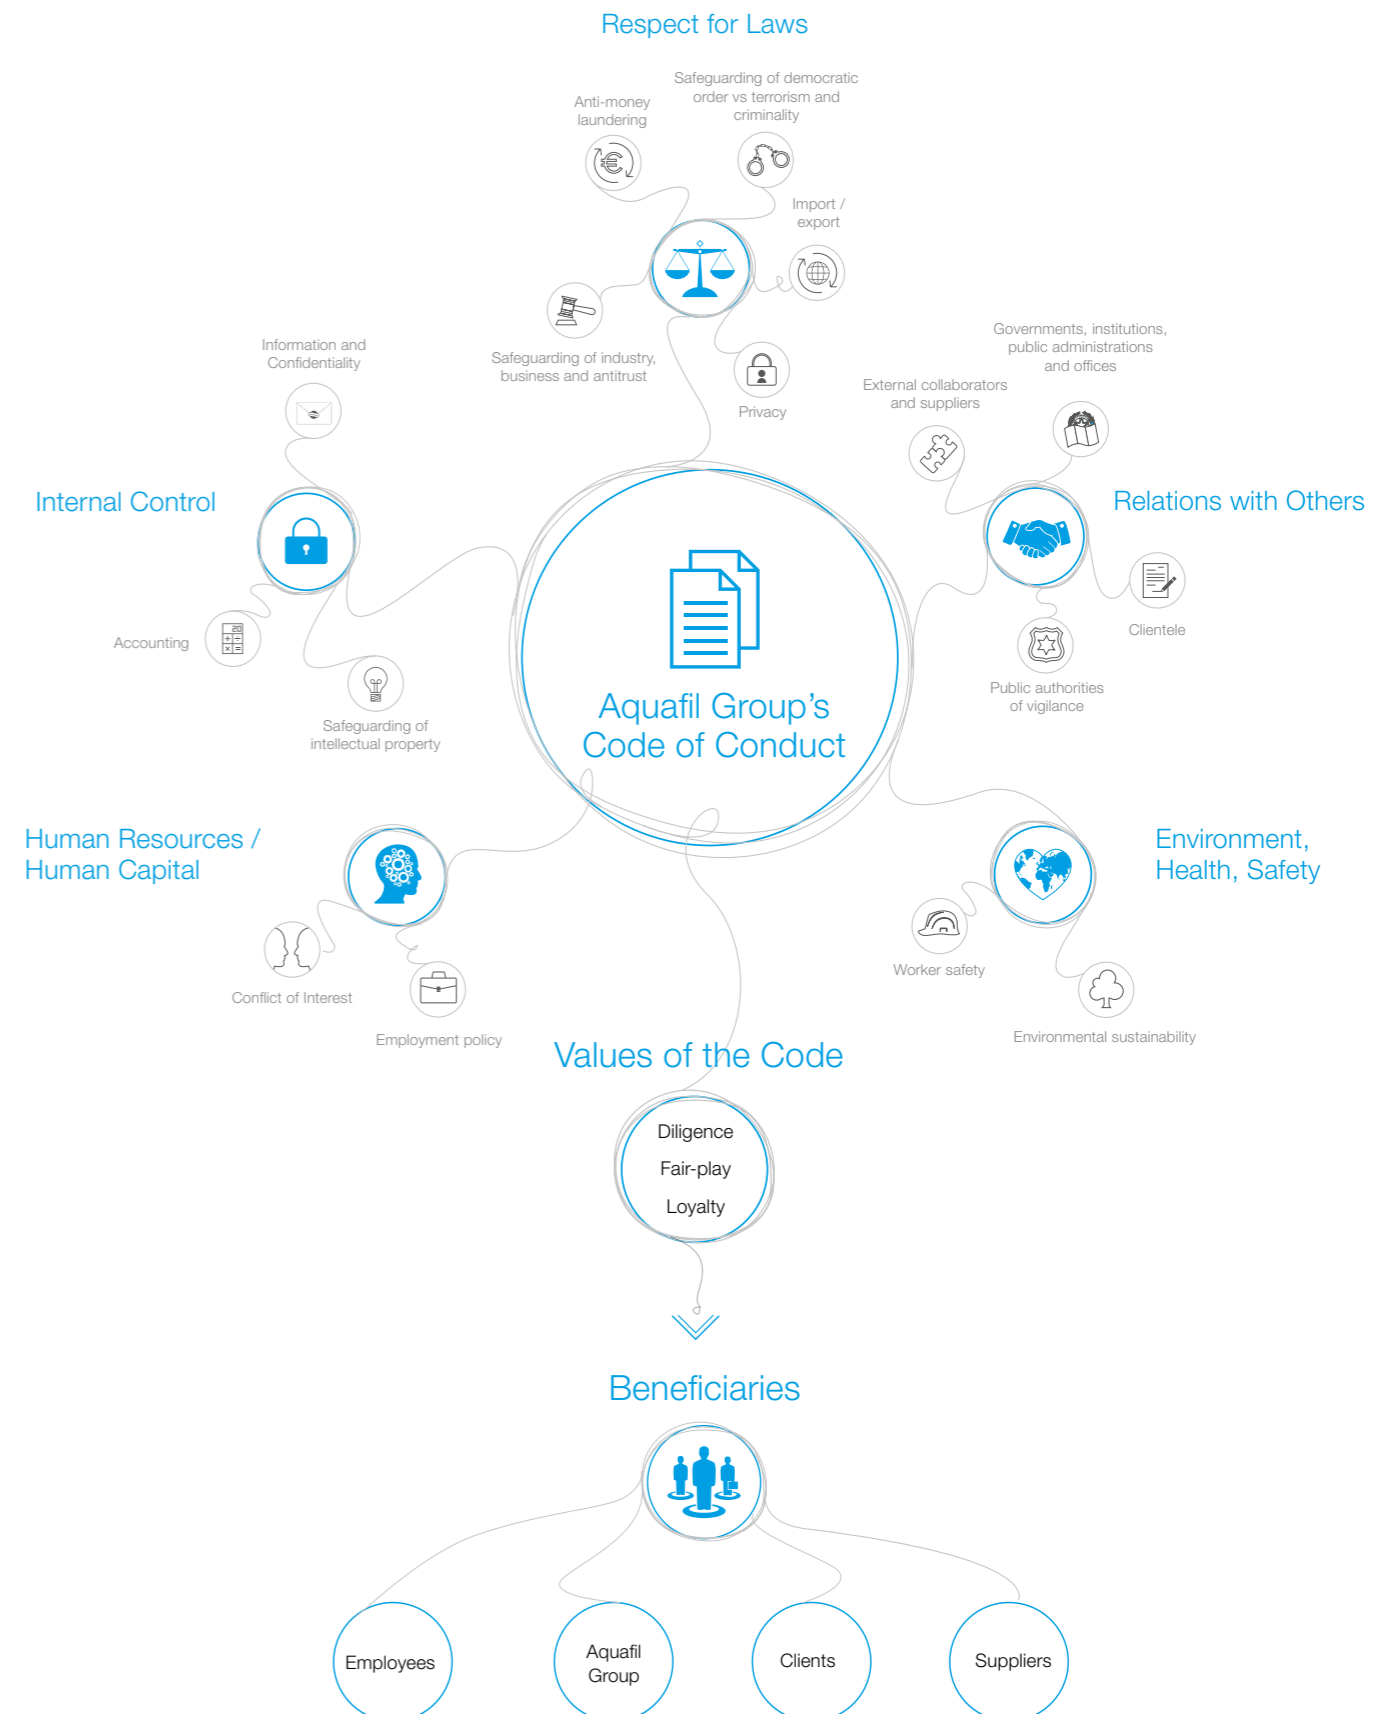 Respect for Laws
Anti-money
laundering
Safeguarding of democratic
order vs terrorism and
criminality
Import /
export
Safeguarding of industry,
business and antitrust
Privacy
Information and
Confidentiality
Internal Control
Accounting
20
Safeguarding of
intellectual property
Governments, institutions,
public administrations
and offices
External collaborators
and suppliers
Relations with Others
Clientele
Public authorities
of vigilance
Aquafil Group's
Code of Conduct
Human Resources /
Human Capital
Conflict of Interest
Employment policy
Environment,
Health, Safety
Worker safety
Environmental sustainability
Values of the Code
Diligence
Fair-play
Loyalty
Beneficiaries
Employees
Aquafil
Group
Clients
Suppliers